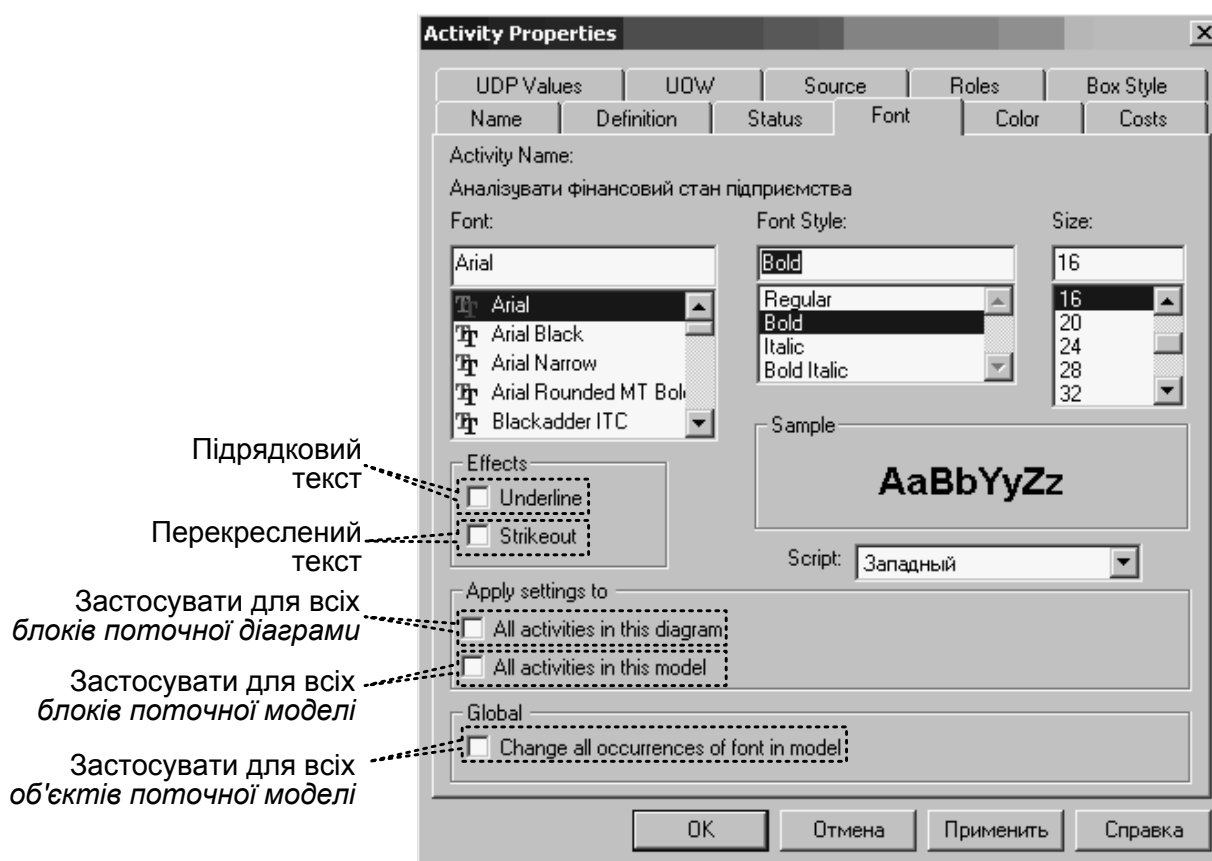 Activity Properties
UDP Values UOW Source Roles Box Style
Name Definition Status Font Color Costs
Activity Name:
Аналізувати фінансовий стан підприємства
Font: Font Style: Size:
Arial Bold 16
Arial
Arial Black
Arial Narrow
Arial Rounded MT Bol
Blackadder ITC
Regular
Bold
Italic
Bold Italic
16
20
24
28
32
Підрядковий
текст
Effects
Underline
Sample
AaBbYyZz
Перекреслений
текст
Strikeout
Script: Западный
Застосувати для всіх
блоків поточної діаграми
Apply settings to
All activities in this diagram
Застосувати для всіх
блоків поточної моделі
All activities in this model
Застосувати для всіх
об'єктів поточної моделі
Global
Change all occurrences of font in model
OK Отмена Применить Справка